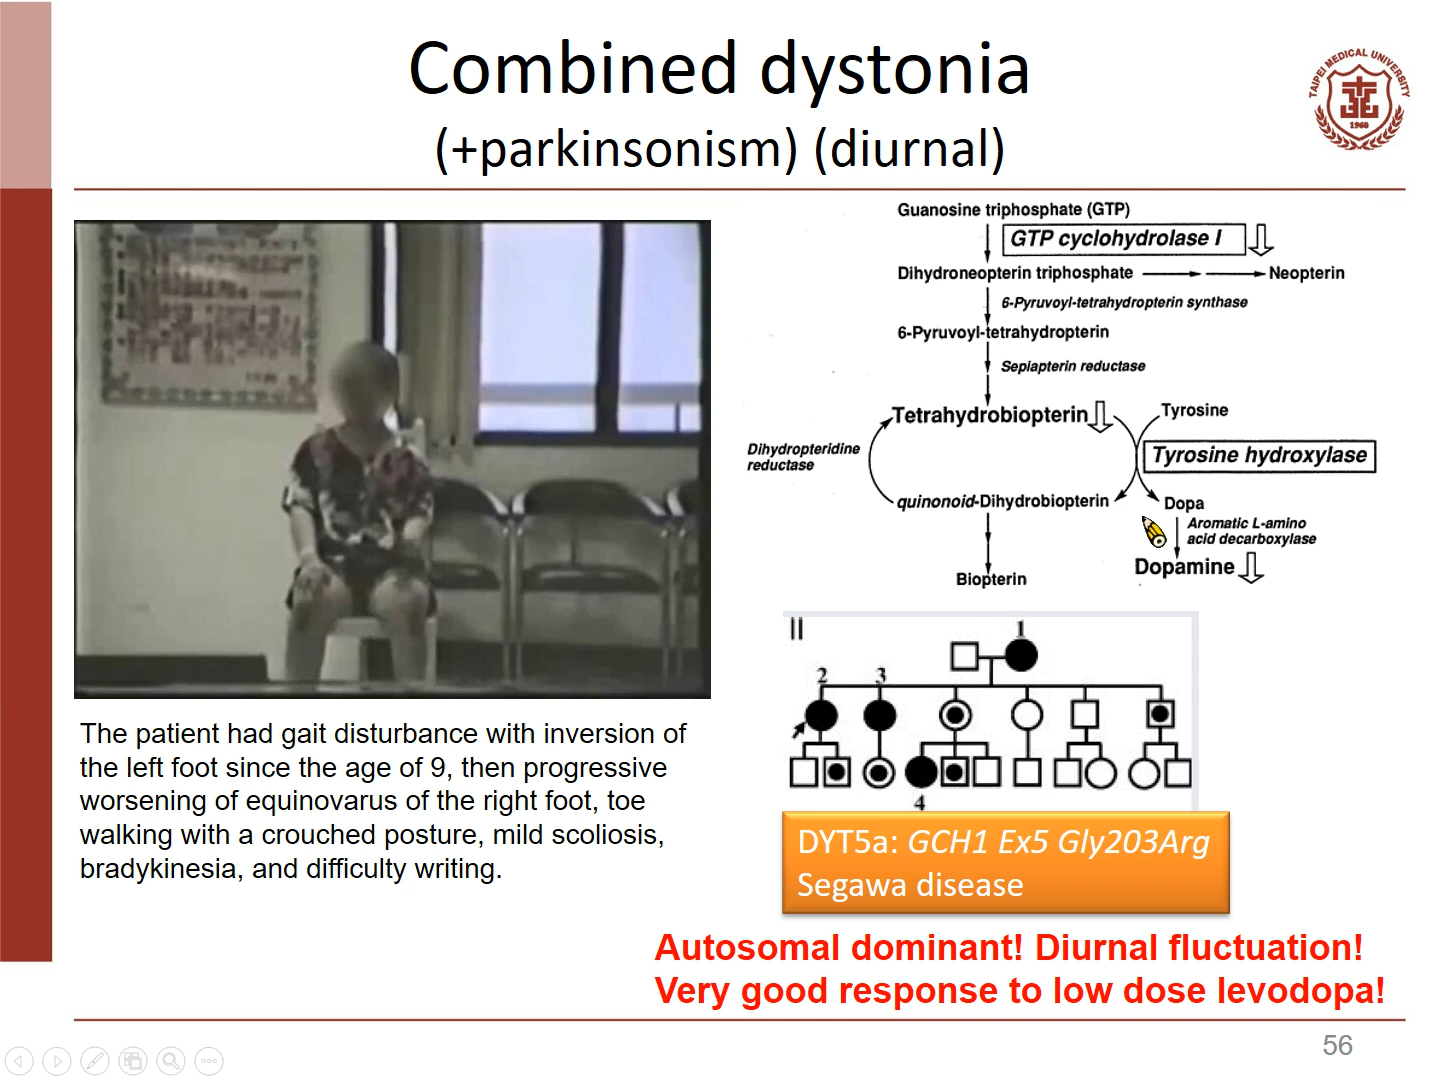 Combined dystonia
(+parkinsonism) (diurnal)
TAIPEI MEDICAL UNIVERSITY
1960
Guanosine triphosphate (GTP)
GTP cyclohydrolase I
Dihydroneopterin triphosphate
Neopterin
6-Pyruvoyl-tetrahydropterin synthase
6-Pyruvoyl-tetrahydropterin
Sepiapterin reductase
Tetrahydrobiopterin
Tyrosine
Dihydropteridine
reductase
Tyrosine hydroxylase
quinonoid-Dihydrobiopterin
Dopa
Aromatic L-amino
acid decarboxylase
Dopamine
Biopterin
II
1
2
3
4
The patient had gait disturbance with inversion of
the left foot since the age of 9, then progressive
worsening of equinovarus of the right foot, toe
walking with a crouched posture, mild scoliosis,
bradykinesia, and difficulty writing.
DYT5a: GCH1 Ex5 Gly203Arg
Segawa disease
Autosomal dominant! Diurnal fluctuation!
Very good response to low dose levodopa!
56